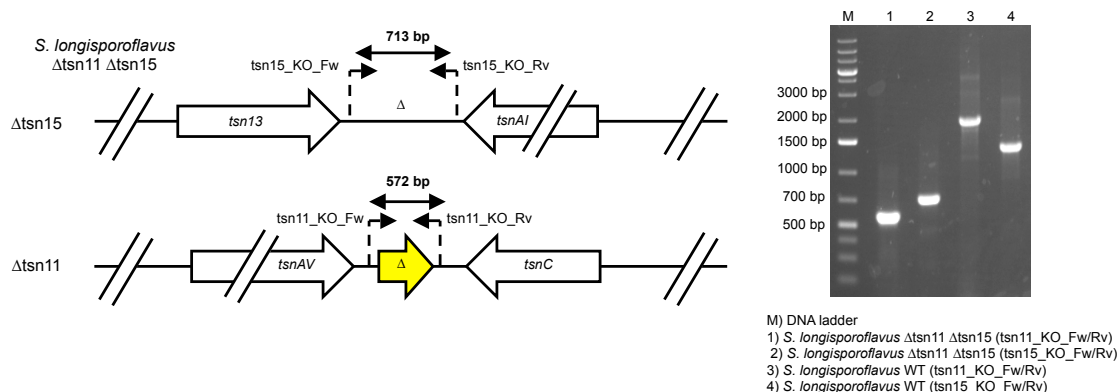 S. longisporoflavus
Δtsn11 Δtsn15
713 bp
tsn15_KO_Fw
tsn15_KO_Rv
Δ
Δtsn15
tsn13
tsnAI
572 bp
tsn11_KO_Fw
tsn11_KO_Rv
Δtsn11
tsnAV
Δ
tsnC
M 1 2 3 4
3000 bp
2000 bp
1500 bp
1000 bp
700 bp
500 bp
M) DNA ladder
1) S. longisporoflavus Δtsn11 Δtsn15 (tsn11_KO_Fw/Rv)
2) S. longisporoflavus Δtsn11 Δtsn15 (tsn15_KO_Fw/Rv)
3) S. longisporoflavus WT (tsn11_KO_Fw/Rv)
4) S. longisporoflavus WT (tsn15_KO_Fw/Rv)